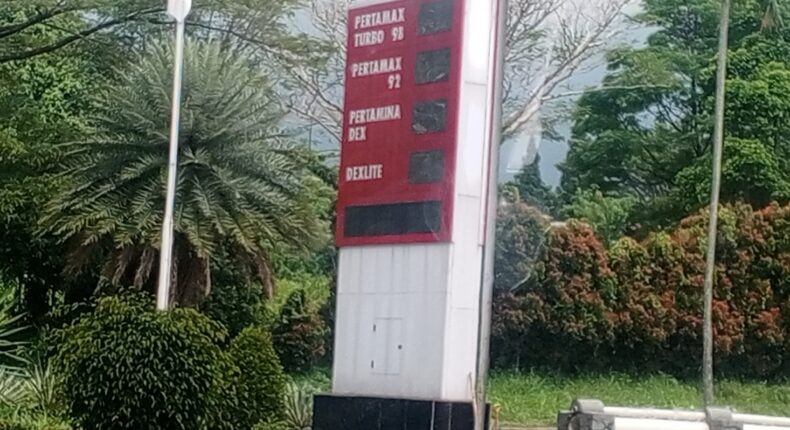 PERTAMAX
TURBO 98
PERTAMAX
92
PERTAMINA
DEX
DEXLITE